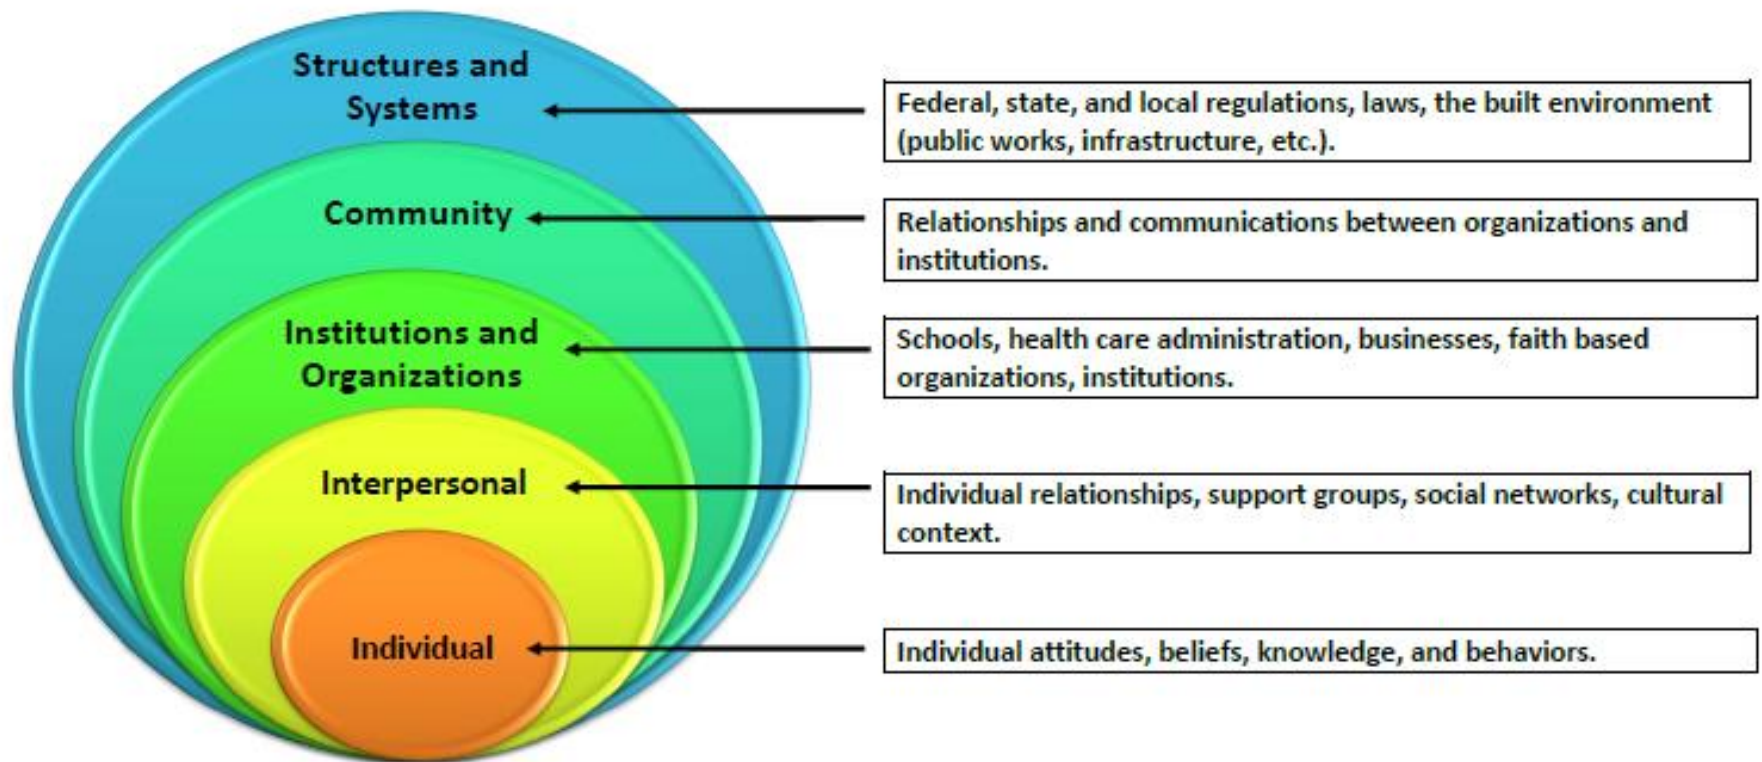 Structures and
Systems
Federal, state, and local regulations, laws, the built environment
(public works, infrastructure, etc.).
Community
Relationships and communications between organizations and
institutions.
Institutions and
Organizations
Schools, health care administration, businesses, faith based
organizations, institutions.
Interpersonal
Individual relationships, support groups, social networks, cultural
context.
Individual
Individual attitudes, beliefs, knowledge, and behaviors.